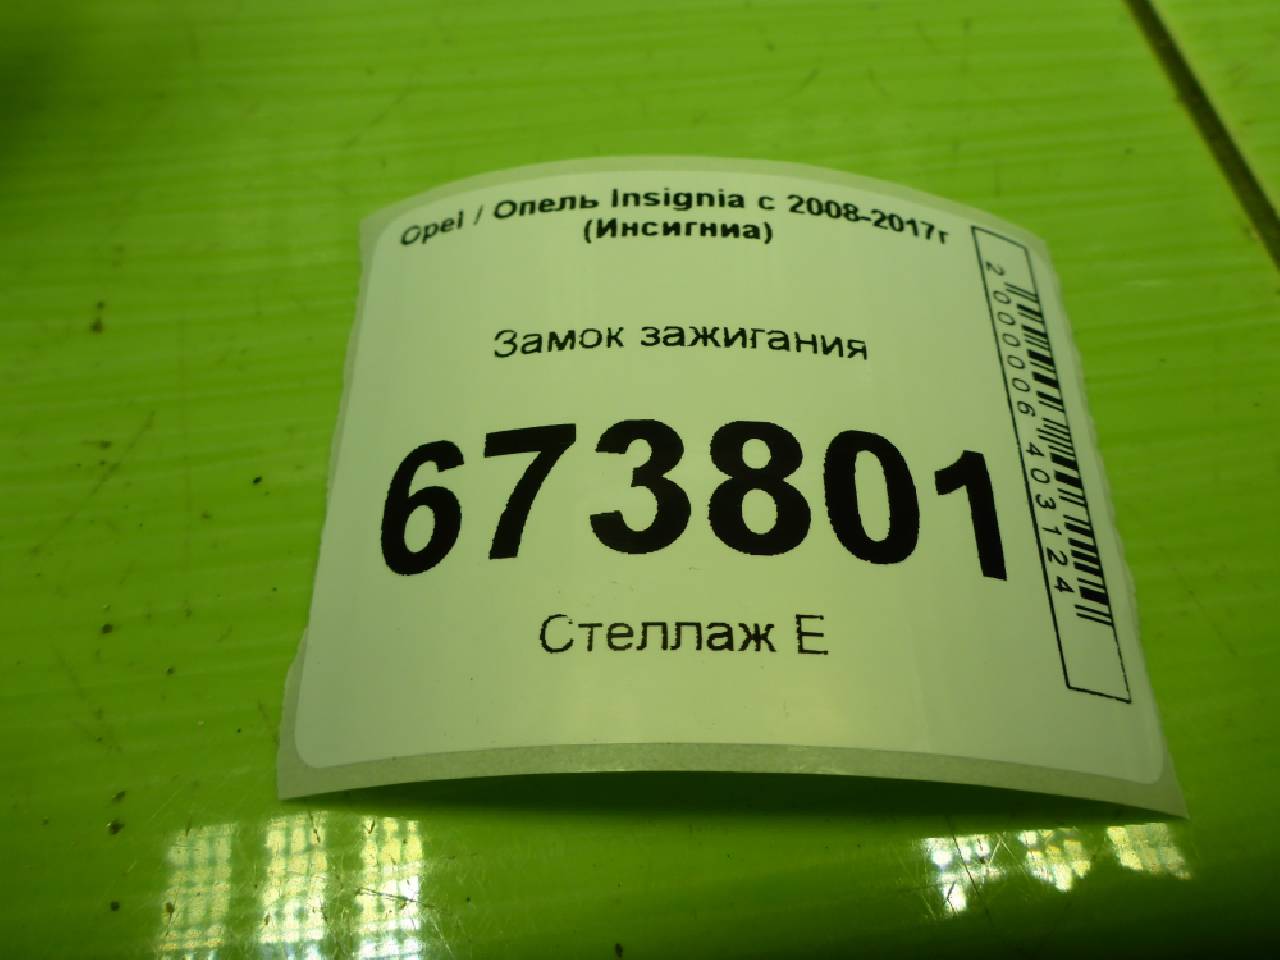 Opel / Опель Insignia с 2008-2017г
(Инсигниа)
Замок зажигания
673801
Стеллаж Е
2000006403124